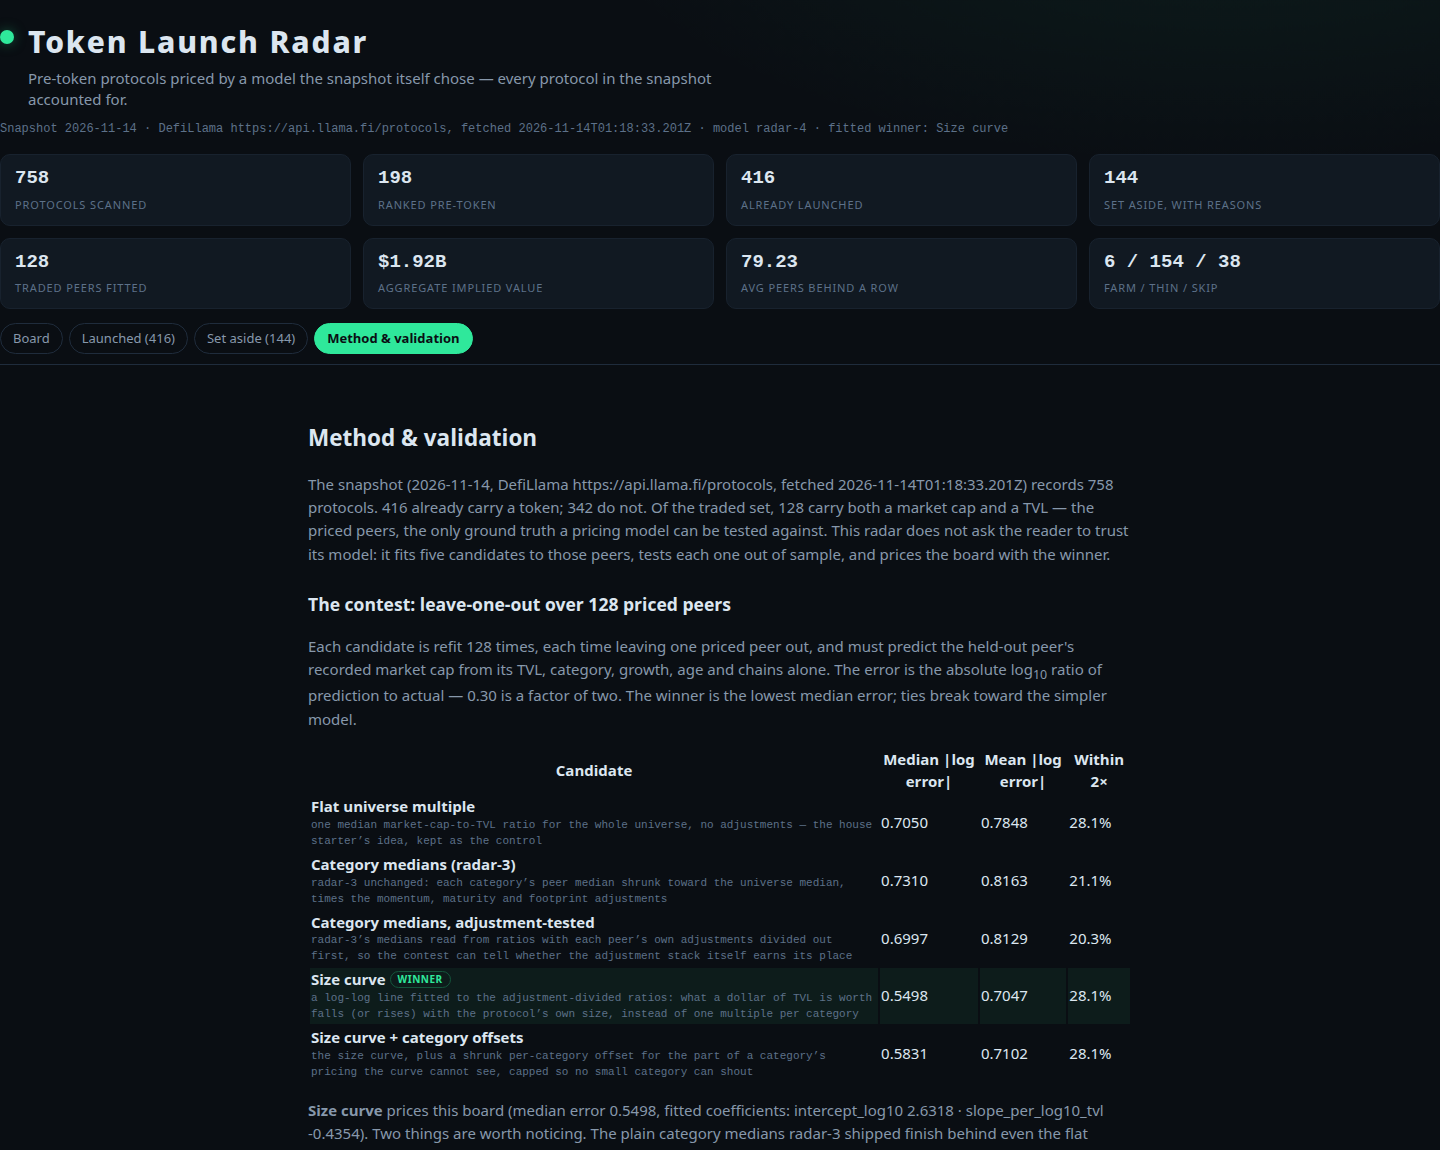 Token Launch Radar
Pre-token protocols priced by a model the snapshot itself chose — every protocol in the snapshot
accounted for.
Snapshot 2026-11-14 · DefiLlama https://api.llama.fi/protocols, fetched 2026-11-14T01:18:33.201Z · model radar-4 · fitted winner: Size curve
758
PROTOCOLS SCANNED
198
RANKED PRE-TOKEN
416
ALREADY LAUNCHED
144
SET ASIDE, WITH REASONS
128
TRADED PEERS FITTED
$1.92B
AGGREGATE IMPLIED VALUE
79.23
AVG PEERS BEHIND A ROW
6 / 154 / 38
FARM / THIN / SKIP
Board
Launched (416)
Set aside (144)
Method & validation
Method & validation
The snapshot (2026-11-14, DefiLlama https://api.llama.fi/protocols, fetched 2026-11-14T01:18:33.201Z) records 758
protocols. 416 already carry a token; 342 do not. Of the traded set, 128 carry both a market cap and a TVL — the
priced peers, the only ground truth a pricing model can be tested against. This radar does not ask the reader to trust
its model: it fits five candidates to those peers, tests each one out of sample, and prices the board with the winner.
The contest: leave-one-out over 128 priced peers
Each candidate is refit 128 times, each time leaving one priced peer out, and must predict the held-out peer's
recorded market cap from its TVL, category, growth, age and chains alone. The error is the absolute log10 ratio of
prediction to actual — 0.30 is a factor of two. The winner is the lowest median error; ties break toward the simpler
model.
Candidate
Median |log error|
Mean |log error|
Within 2×
Flat universe multiple
one median market-cap-to-TVL ratio for the whole universe, no adjustments — the house
starter’s idea, kept as the control
0.7050
0.7848
28.1%
Category medians (radar-3)
radar-3 unchanged: each category’s peer median shrunk toward the universe median,
times the momentum, maturity and footprint adjustments
0.7310
0.8163
21.1%
Category medians, adjustment-tested
radar-3’s medians read from ratios with each peer’s own adjustments divided out
first, so the contest can tell whether the adjustment stack itself earns its place
0.6997
0.8129
20.3%
Size curve WINNER
a log-log line fitted to the adjustment-divided ratios: what a dollar of TVL is worth
falls (or rises) with the protocol’s own size, instead of one multiple per category
0.5498
0.7047
28.1%
Size curve + category offsets
the size curve, plus a shrunk per-category offset for the part of a category’s
pricing the curve cannot see, capped so no small category can shout
0.5831
0.7102
28.1%
Size curve prices this board (median error 0.5498, fitted coefficients: intercept_log10 2.6318 · slope_per_log10_tvl
-0.4354). Two things are worth noticing. The plain category medians radar-3 shipped finish behind even the flat